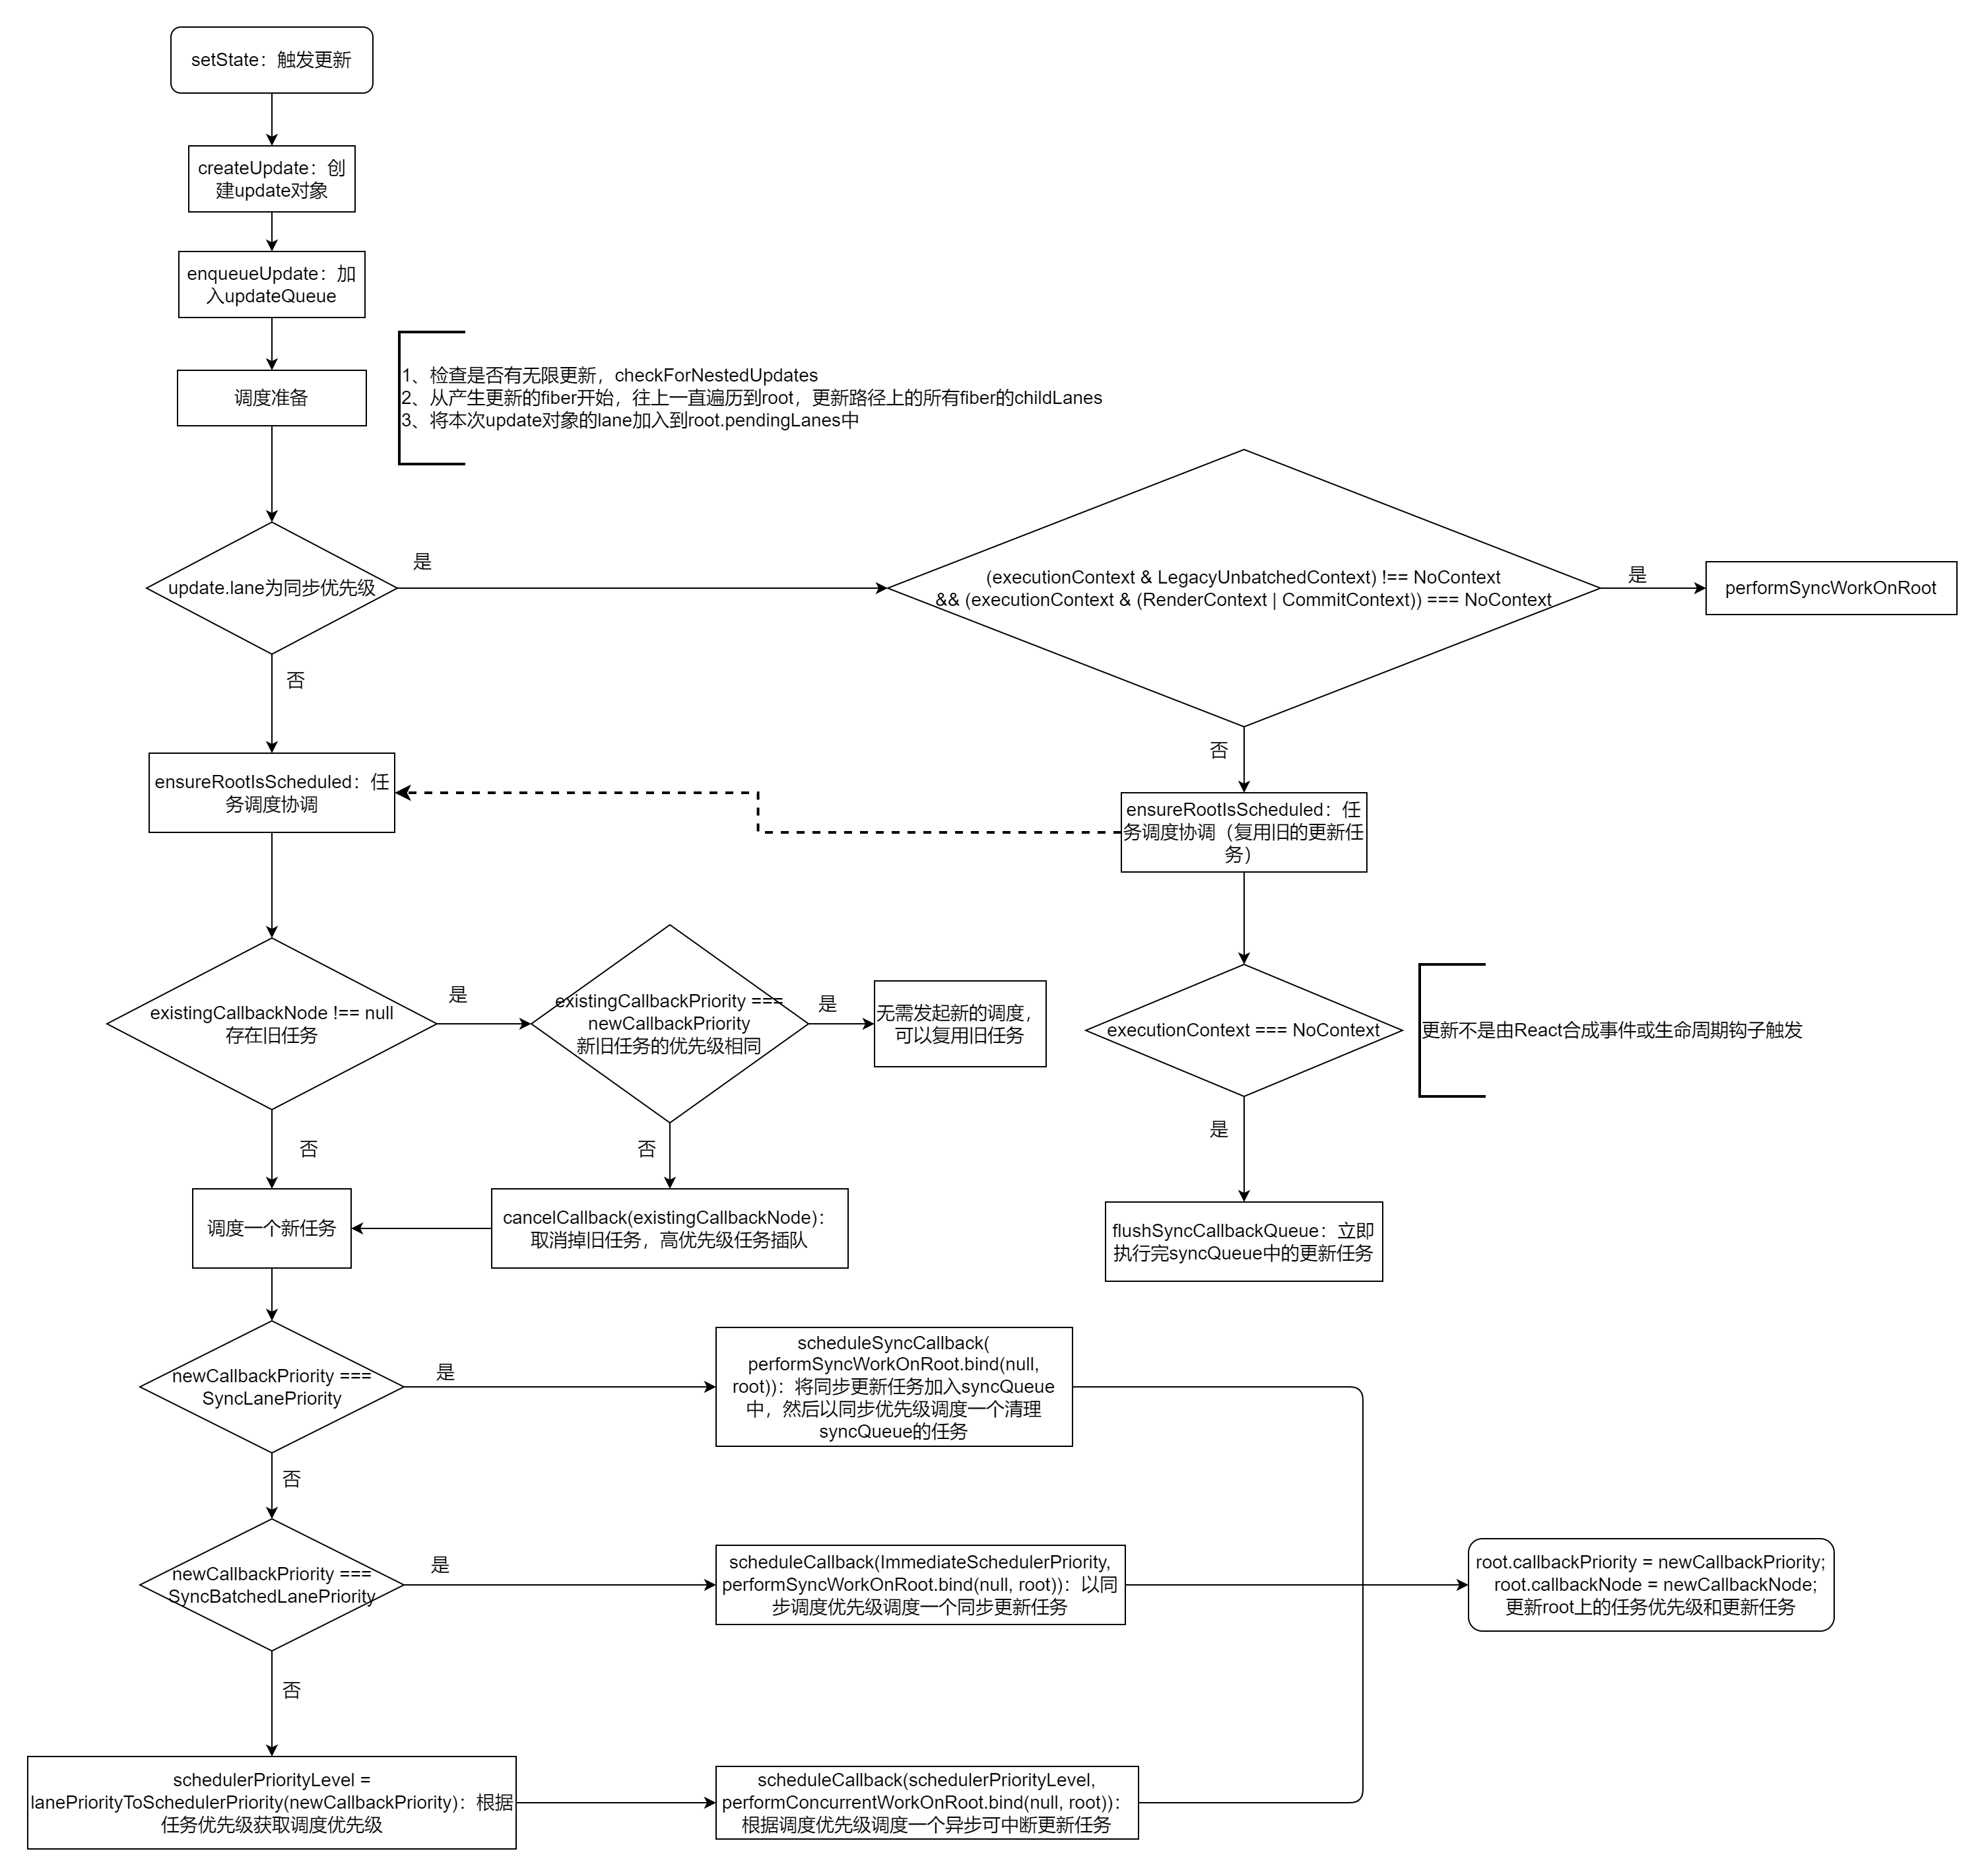 setState：触发更新
createUpdate：创
建update对象
enqueueUpdate：加
入updateQueue
调度准备
1、检查是否有无限更新，checkForNestedUpdates
2、从产生更新的fiber开始，往上一直遍历到root，更新路径上的所有fiber的childLanes
3、将本次update对象的lane加入到root.pendingLanes中
update.lane为同步优先级
是
(executionContext & LegacyUnbatchedContext) !== NoContext
&& (executionContext & (RenderContext | CommitContext)) === NoContext
是
performSyncWorkOnRoot
否
否
ensureRootIsScheduled：任
务调度协调
ensureRootIsScheduled：任
务调度协调（复用旧的更新任
务）
existingCallbackNode !== null
存在旧任务
是
existingCallbackPriority ===
newCallbackPriority
新旧任务的优先级相同
是
无需发起新的调度，
可以复用旧任务
executionContext === NoContext
更新不是由React合成事件或生命周期钩子触发
否
否
是
调度一个新任务
cancelCallback(existingCallbackNode)：
取消掉旧任务，高优先级任务插队
flushSyncCallbackQueue：立即
执行完syncQueue中的更新任务
newCallbackPriority ===
SyncLanePriority
是
scheduleSyncCallback(
performSyncWorkOnRoot.bind(null,
root))：将同步更新任务加入syncQueue
中，然后以同步优先级调度一个清理
syncQueue的任务
否
newCallbackPriority ===
SyncBatchedLanePriority
是
scheduleCallback(ImmediateSchedulerPriority,
performSyncWorkOnRoot.bind(null, root))：以同
步调度优先级调度一个同步更新任务
root.callbackPriority = newCallbackPriority;
root.callbackNode = newCallbackNode;
更新root上的任务优先级和更新任务
否
schedulerPriorityLevel =
lanePriorityToSchedulerPriority(newCallbackPriority)：根据
任务优先级获取调度优先级
scheduleCallback(schedulerPriorityLevel,
performConcurrentWorkOnRoot.bind(null, root))：
根据调度优先级调度一个异步可中断更新任务